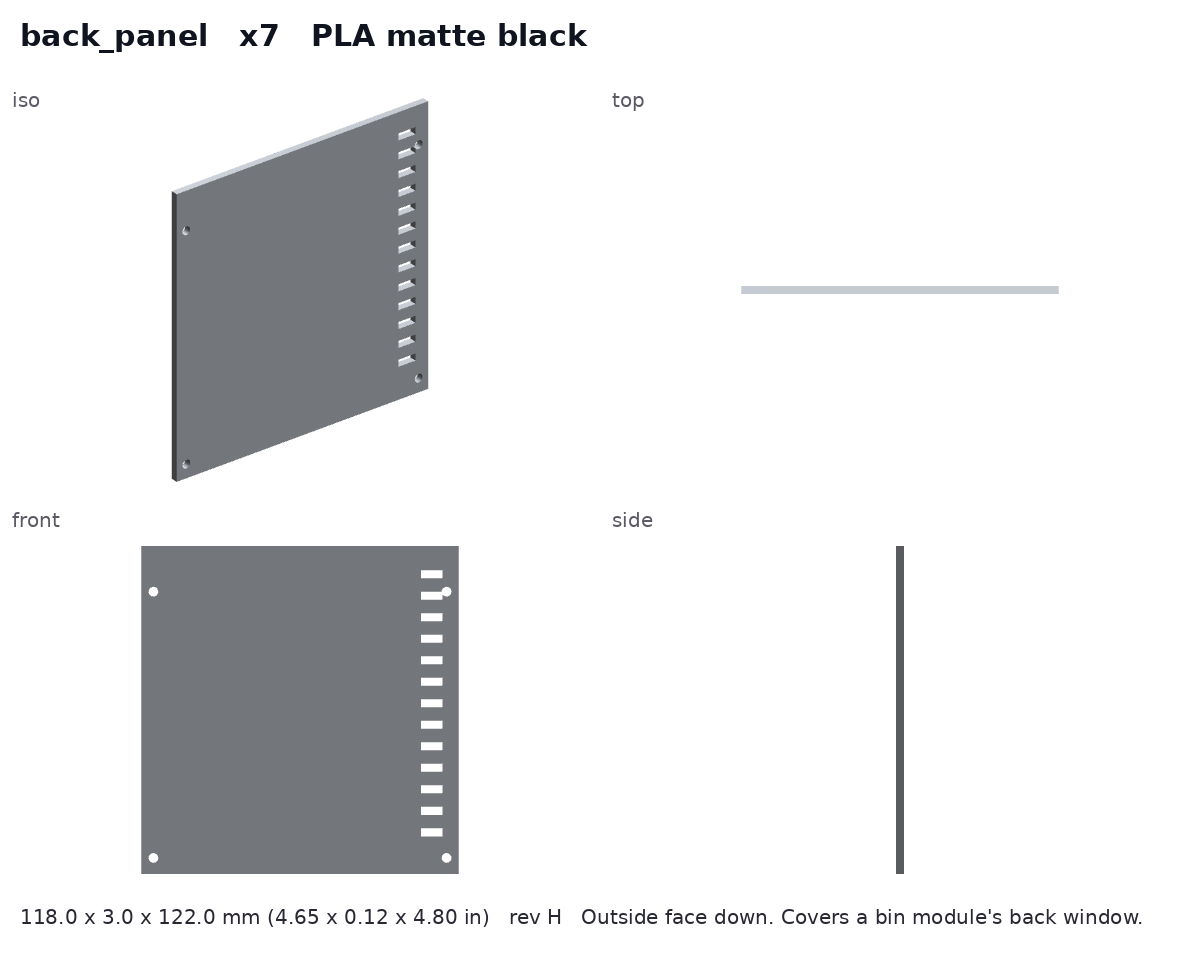 back_panel   x7   PLA matte black
iso
top
front
side
118.0 x 3.0 x 122.0 mm (4.65 x 0.12 x 4.80 in)   rev H   Outside face down. Covers a bin module's back window.